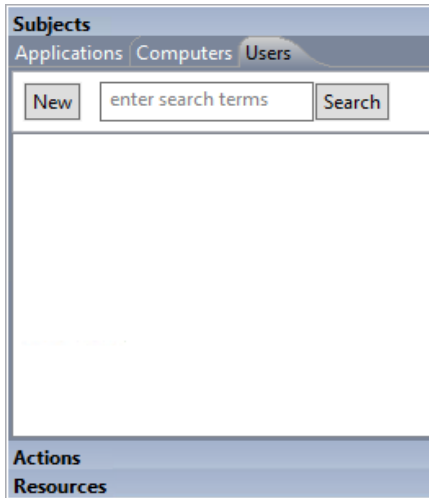 Subjects
Applications Computers Users
New enter search terms Search
Actions
Resources